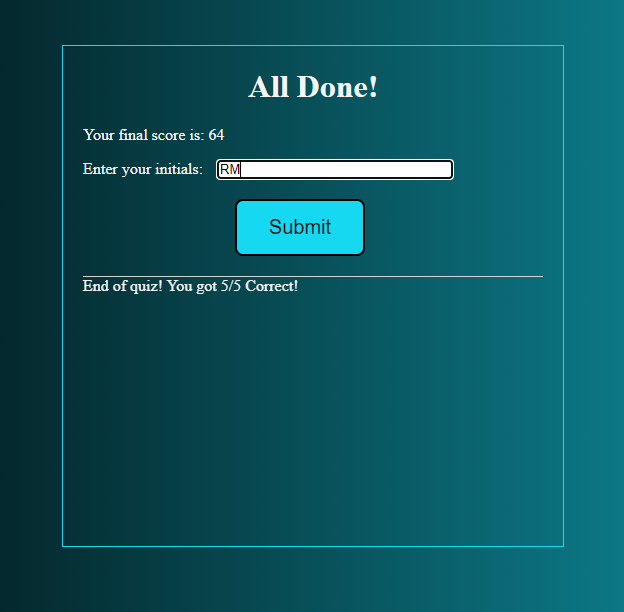 All Done!
Your final score is: 64
Enter your initials: RM
Submit
End of quiz! You got 5/5 Correct!